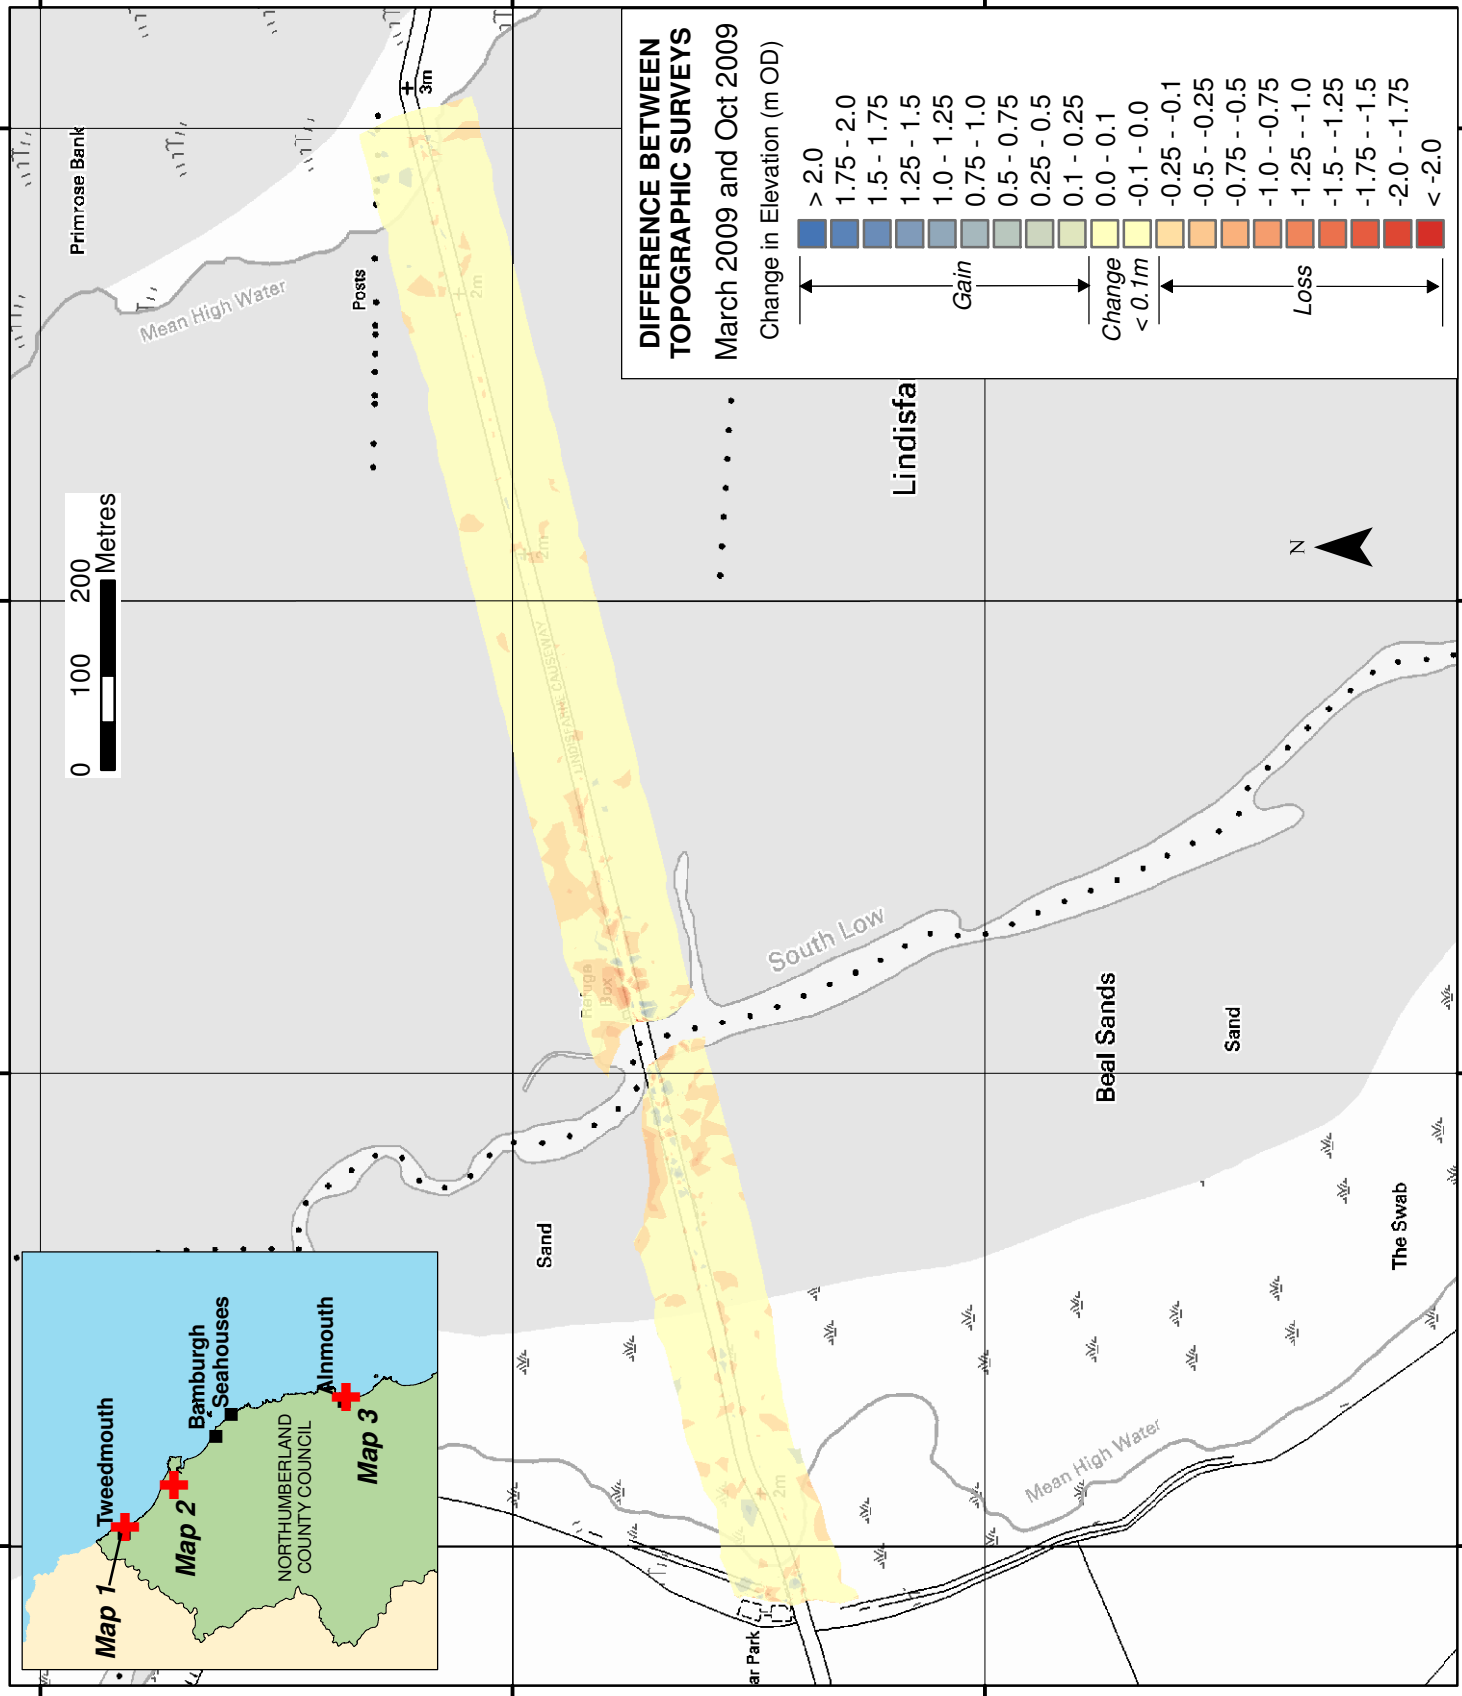 Tweedmouth
Bamburgh
Seahouses
Alnmouth
Map 1
Map 2
Map 3
NORTHUMBERLAND
COUNTY COUNCIL
0 100 200
Metres
Primrose Bank
Mean High Water
Posts
3m
2m
2m
LINDISFARNE CAUSEWAY
Refuge
Box
Sand
South Low
Lindisfa
Beal Sands
Sand
The Swab
Mean High Water
2m
ar Park
N
DIFFERENCE BETWEEN
TOPOGRAPHIC SURVEYS
March 2009 and Oct 2009
Change in Elevation (m OD)
Gain
> 2.0
1.75 - 2.0
1.5 - 1.75
1.25 - 1.5
1.0 - 1.25
0.75 - 1.0
0.5 - 0.75
0.25 - 0.5
0.1 - 0.25
Change
< 0.1m
0.0 - 0.1
-0.1 - 0.0
Loss
-0.25 - -0.1
-0.5 - -0.25
-0.75 - -0.5
-1.0 - -0.75
-1.25 - -1.0
-1.5 - -1.25
-1.75 - -1.5
-2.0 - -1.75
< -2.0